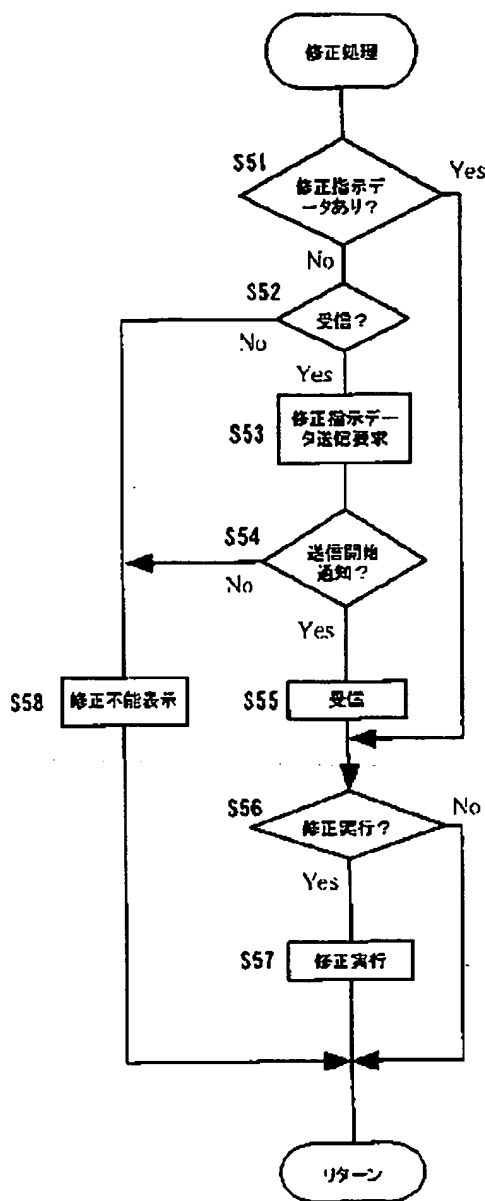 修正処理
S51
修正指示デ
ータあり?
Yes
No
S52
受信?
No
Yes
S53
修正指示デー
タ送信要求
S54
送信開始
通知?
No
Yes
S58
修正不能表示
S55
受信
S56
修正実行?
No
Yes
S57
修正実行
リターン